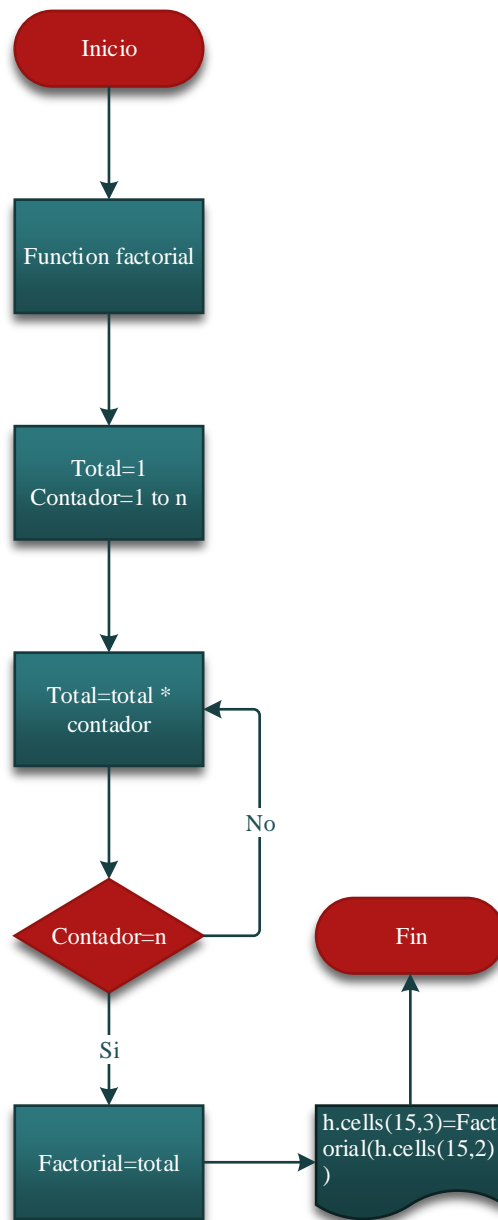 Inicio
Function factorial
Total=1
Contador=1 to n
Total=total *
contador
No
Contador=n
Si
Factorial=total
h.cells(15,3)=Fact
orial(h.cells(15,2)
)
Fin